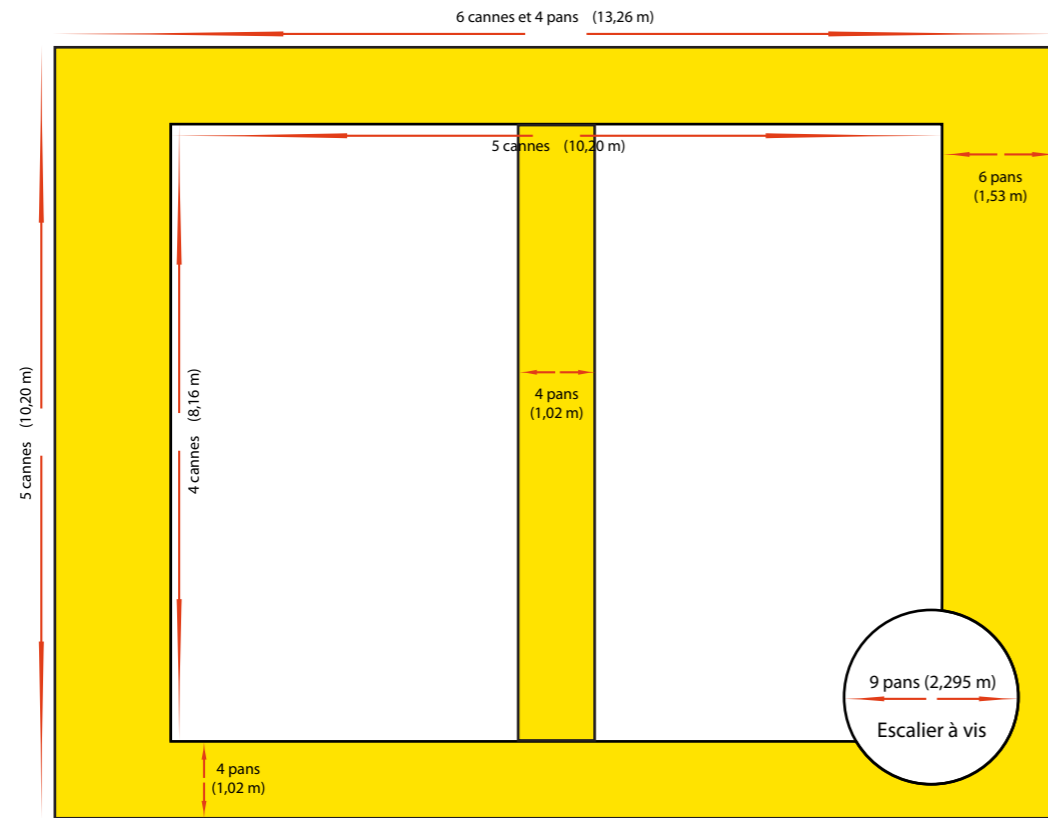 6 cannes et 4 pans (13,26 m)
5 cannes (10,20 m)
6 pans
(1,53 m)
5 cannes (10,20 m)
4 cannes (8,16 m)
4 pans
(1,02 m)
9 pans (2,295 m)
Escalier à vis
4 pans
(1,02 m)